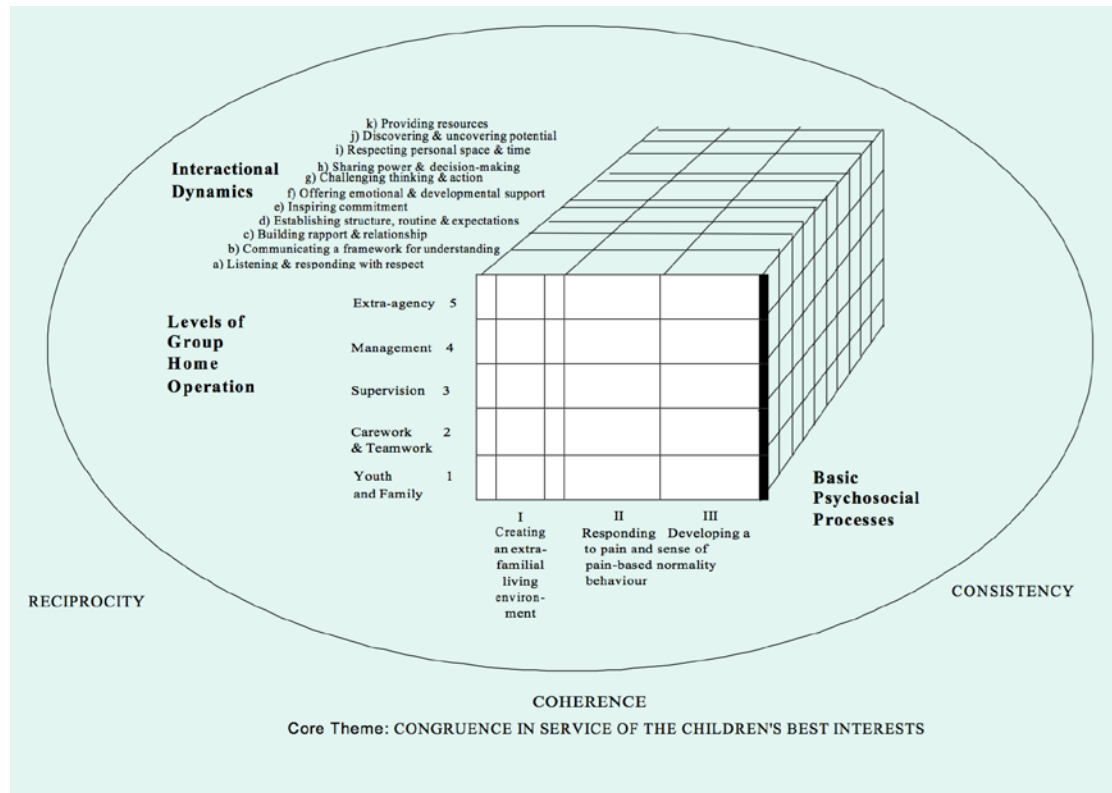 k) Providing resources
j) Discovering & uncovering potential
i) Respecting personal space & time
Interactional
Dynamics
h) Sharing power & decision-making
g) Challenging thinking & action
f) Offering emotional & developmental support
e) Inspiring commitment
d) Establishing structure, routine & expectations
c) Building rapport & relationship
b) Communicating a framework for understanding
a) Listening & responding with respect
Levels of
Group
Home
Operation
Extra-agency 5
Management 4
Supervision 3
Carework 2
& Teamwork
Youth 1
and Family
Basic
Psychosocial
Processes
I
Creating
an extra-
familial
living
environ-
ment
II
Responding
to pain and
pain-based
behaviour
III
Developing a
sense of
normality
RECIPROCITY
CONSISTENCY
COHERENCE
Core Theme: CONGRUENCE IN SERVICE OF THE CHILDREN'S BEST INTERESTS